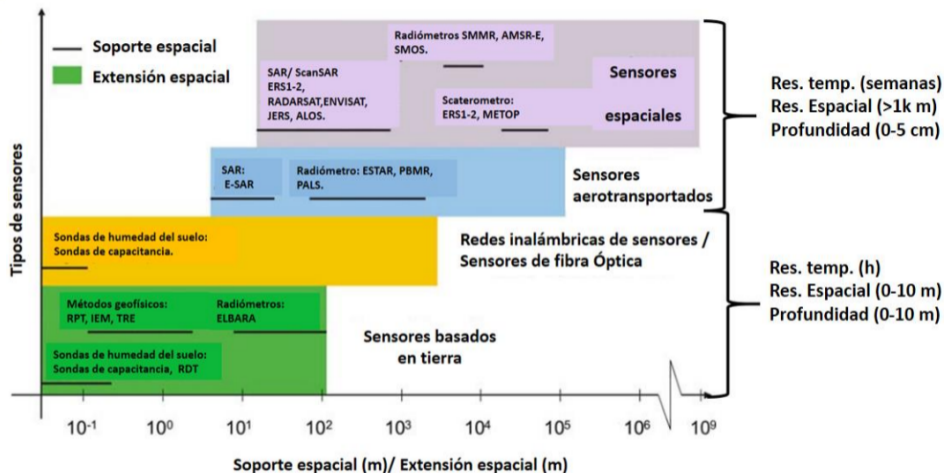 Tipos de sensores
Soporte espacial
Extensión espacial
Radiómetros SMMR, AMSR-E,
SMOS.
SAR/ ScanSAR
ERS1-2,
RADARSAT,ENVISAT,
JERS, ALOS.
Scaterometro:
ERS1-2, METOP
Sensores
espaciales
SAR:
E-SAR
Radiómetro: ESTAR, PBMR,
PALS.
Sensores
aerotransportados
Sondas de humedad del suelo:
Sondas de capacitancia.
Redes inalámbricas de sensores /
Sensores de fibra Óptica
Métodos geofísicos:
RPT, IEM, TRE
Radiómetros:
ELBARA
Sondas de humedad del suelo:
Sondas de capacitancia, RDT
Sensores basados
en tierra
Res. temp. (semanas)
Res. Espacial (>1k m)
Profundidad (0-5 cm)
Res. temp. (h)
Res. Espacial (0-10 m)
Profundidad (0-10 m)
10⁻¹ 10⁰ 10¹ 10² 10³ 10⁴ 10⁵ 10⁶ 10⁹
Soporte espacial (m)/ Extensión espacial (m)